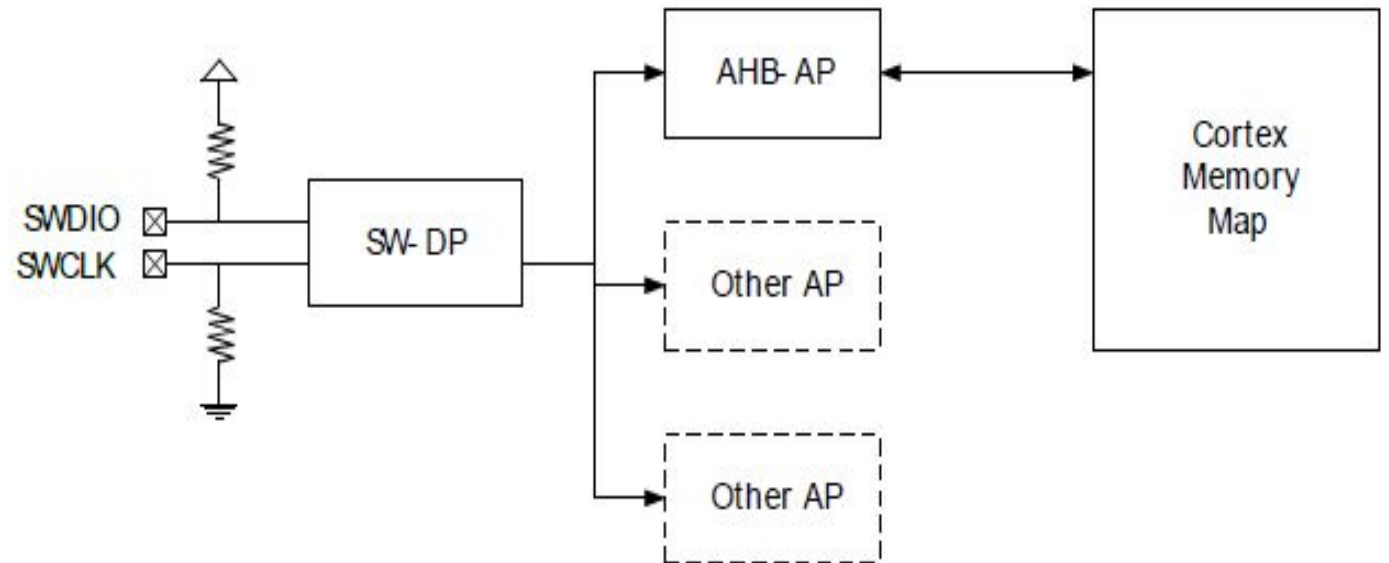 AHB-AP
Cortex
Memory
Map
SWDIO
SWCLK
SW-DP
Other AP
Other AP